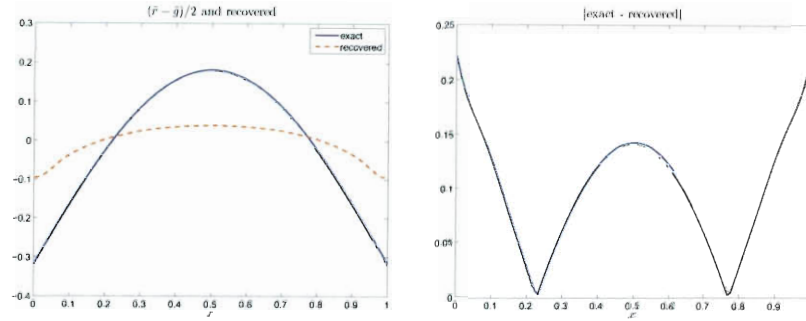 (r̃ − g̃)/2 and recovered
exact
recovered
0.3
0.2
0.1
0
−0.1
−0.2
−0.3
−0.4
0 0.1 0.2 0.3 0.4 0.5 0.6 0.7 0.8 0.9 1
x
|exact - recovered|
0.25
0.2
0.15
0.1
0.05
0
0 0.1 0.2 0.3 0.4 0.5 0.6 0.7 0.8 0.9
x